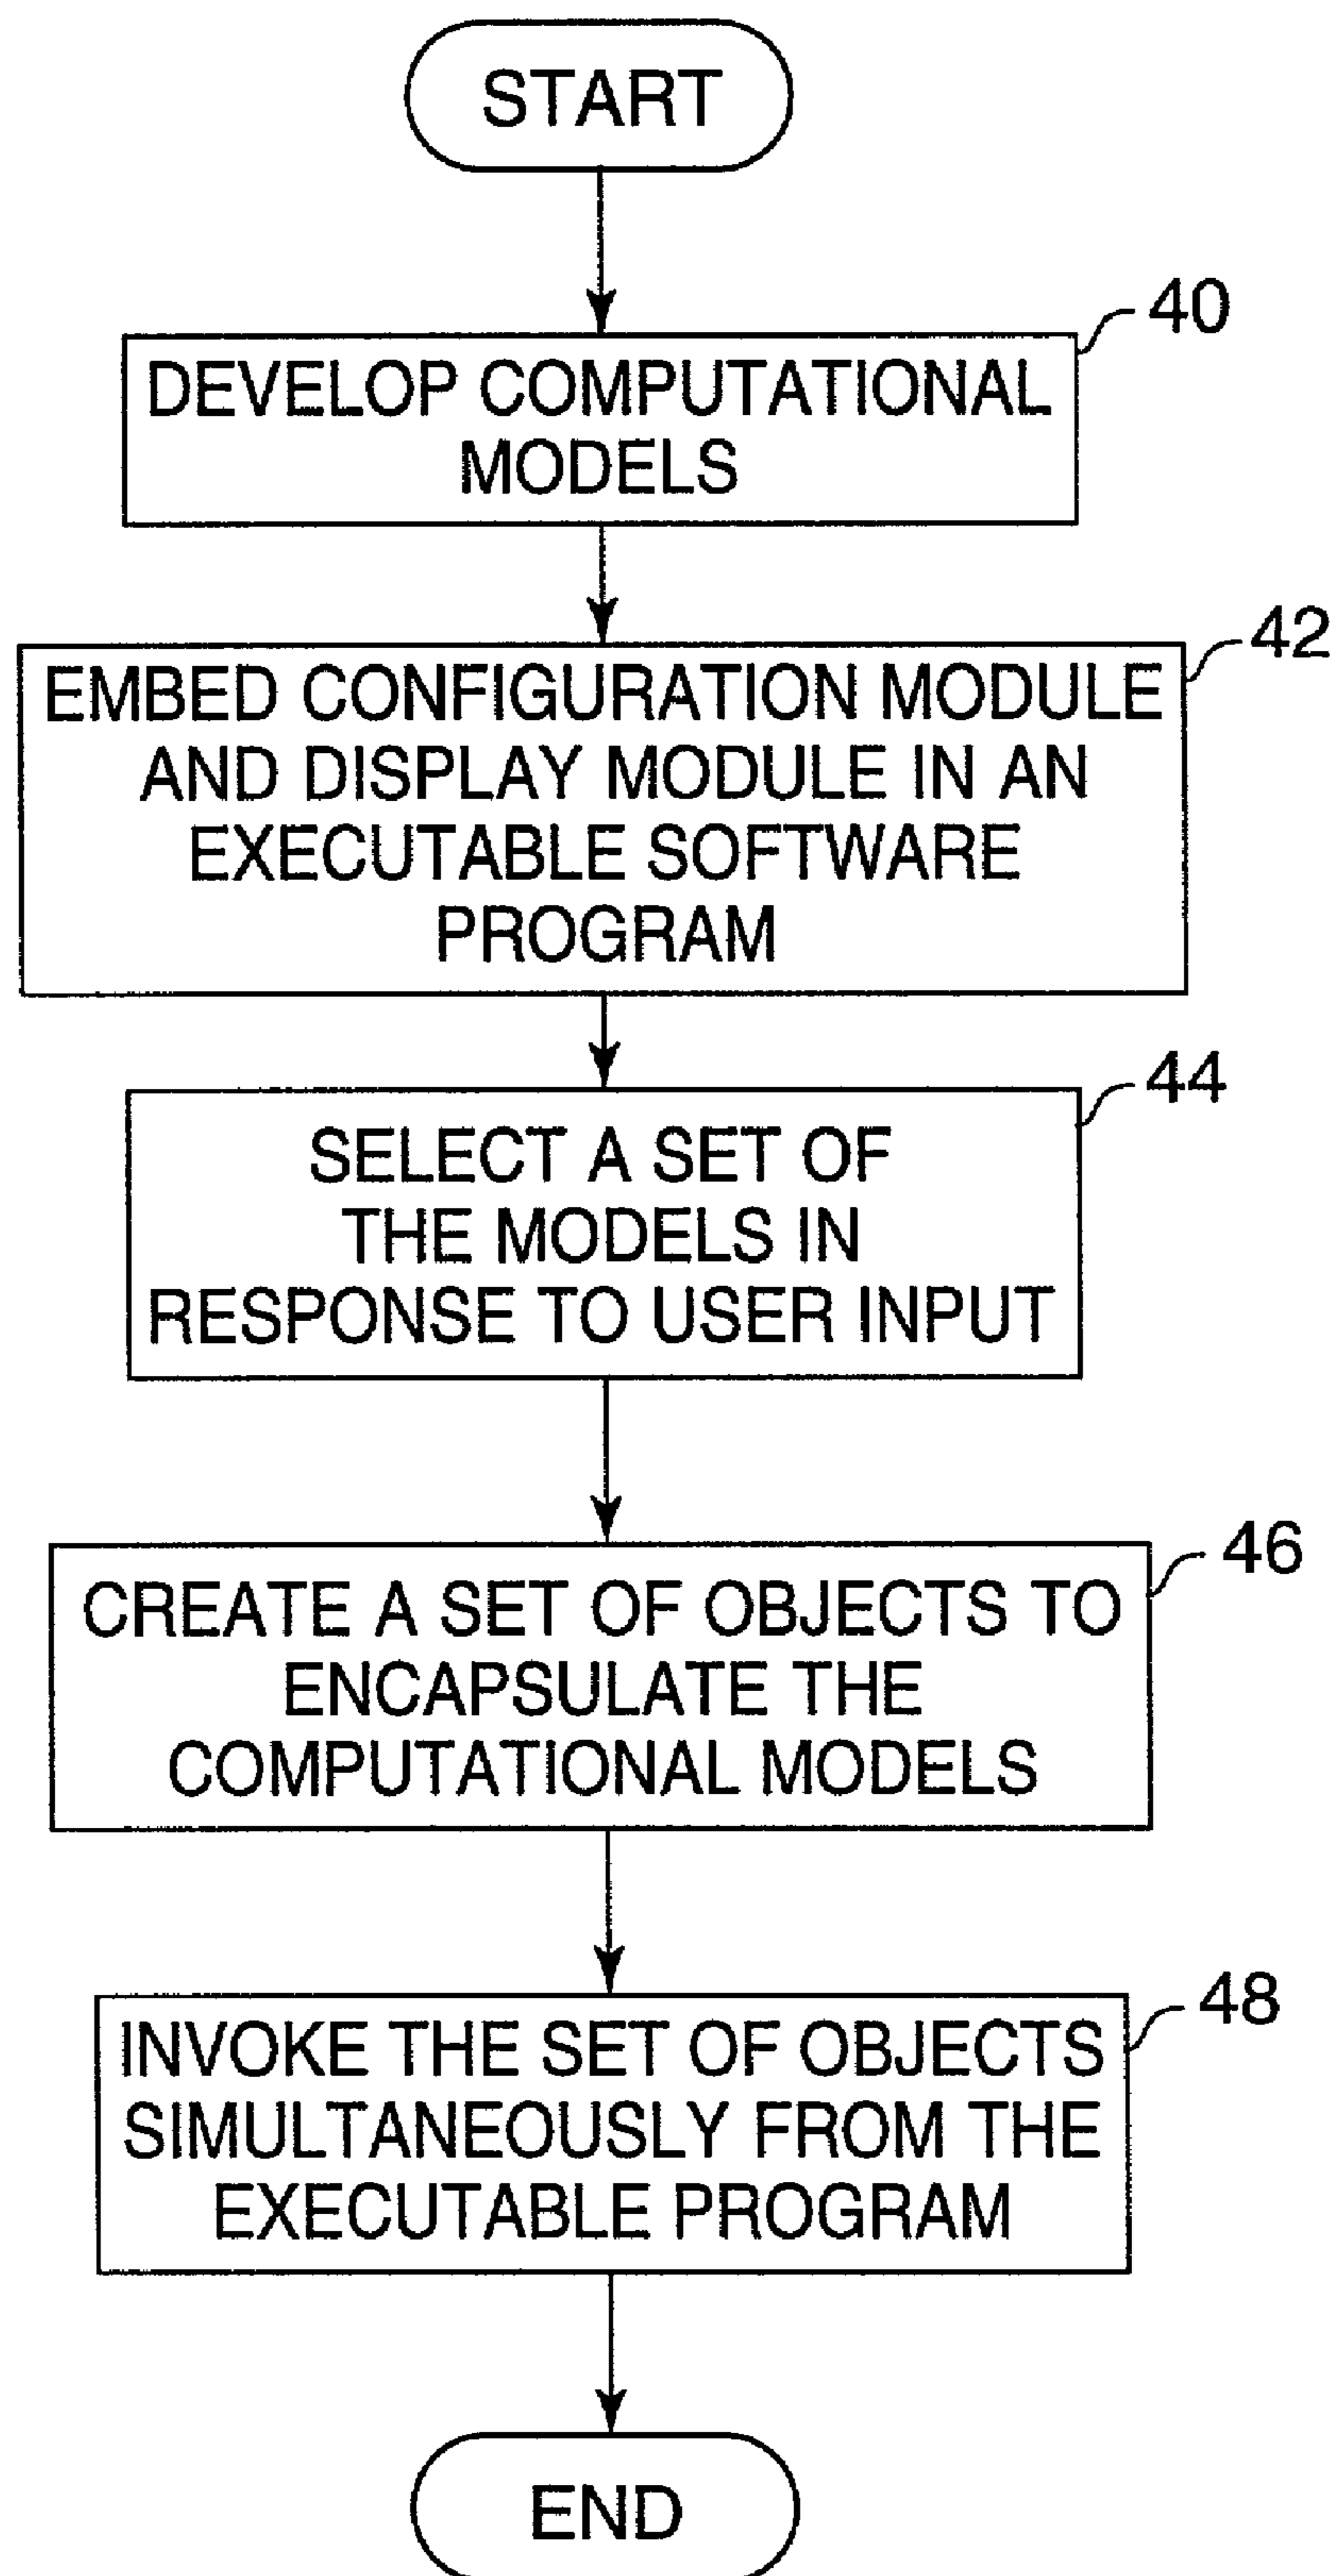 START
40
DEVELOP COMPUTATIONAL
MODELS
42
EMBED CONFIGURATION MODULE
AND DISPLAY MODULE IN AN
EXECUTABLE SOFTWARE
PROGRAM
44
SELECT A SET OF
THE MODELS IN
RESPONSE TO USER INPUT
46
CREATE A SET OF OBJECTS TO
ENCAPSULATE THE
COMPUTATIONAL MODELS
48
INVOKE THE SET OF OBJECTS
SIMULTANEOUSLY FROM THE
EXECUTABLE PROGRAM
END